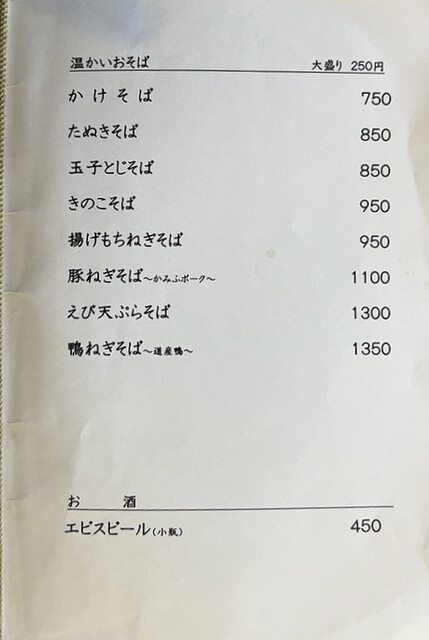 温かいおそば 大盛り 250円
かけそば 750
たぬきそば 850
玉子とじそば 850
きのこそば 950
揚げもちねぎそば 950
豚ねぎそば~かみふポーク~ 1100
えび天ぷらそば 1300
鴨ねぎそば~道産鴨~ 1350
お 酒
エビスビール(小瓶) 450